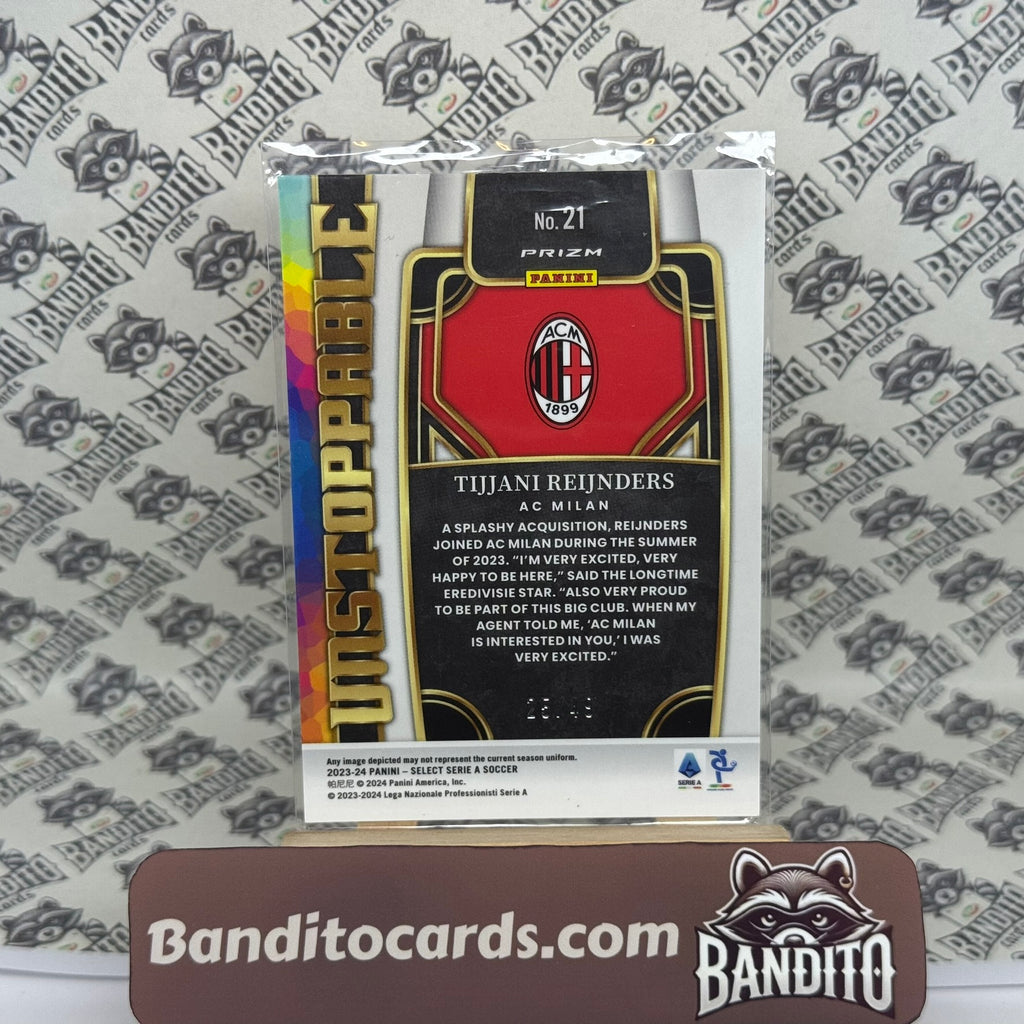 No. 21
PRIZM
PANINI
UNSTOPPABLE
ACM
1899
TIJJANI REIJNDERS
AC MILAN
A SPLASHY ACQUISITION, REIJNDERS
JOINED AC MILAN DURING THE SUMMER
OF 2023. “I’M VERY EXCITED, VERY
HAPPY TO BE HERE,” SAID THE LONGTIME
EREDIVISIE STAR. “ALSO VERY PROUD
TO BE PART OF THIS BIG CLUB. WHEN MY
AGENT TOLD ME, ‘AC MILAN
IS INTERESTED IN YOU,’ I WAS
VERY EXCITED.”
Any image depicted may not represent the current season uniform.
2023-24 PANINI – SELECT SERIE A SOCCER
帕尼尼 © 2024 Panini America, Inc.
© 2023-2024 Lega Nazionale Professionisti Serie A
SERIE A
Banditocards.com
BANDITO
BANDITO
cards